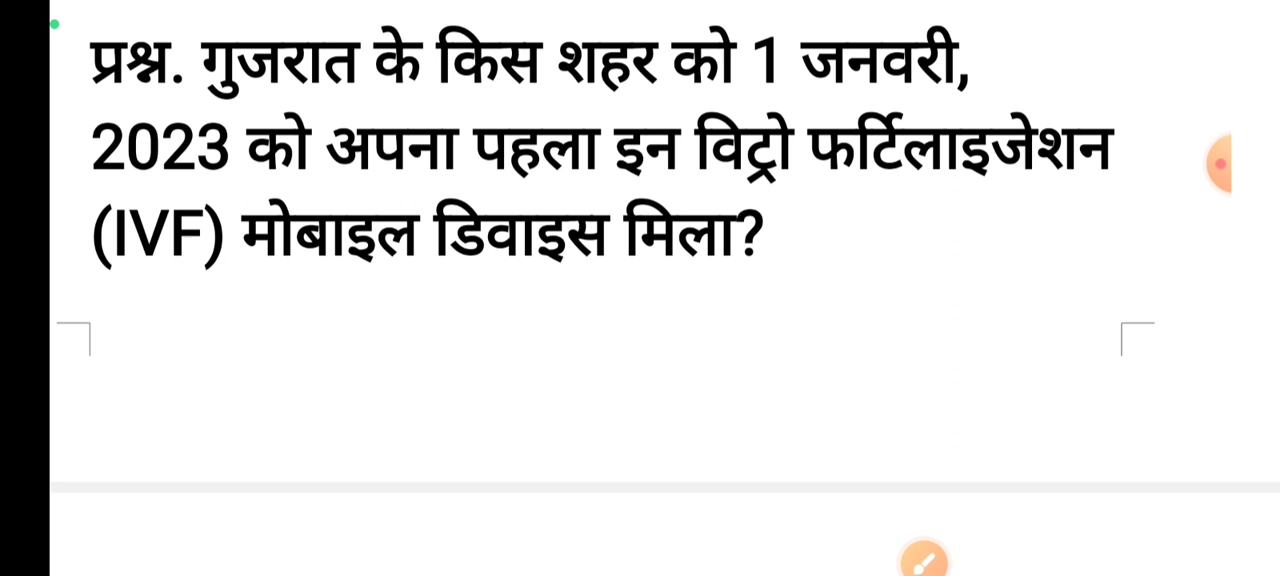 प्रश्न. गुजरात के किस शहर को 1 जनवरी,
2023 को अपना पहला इन विट्रो फर्टिलाइजेशन
(IVF) मोबाइल डिवाइस मिला?